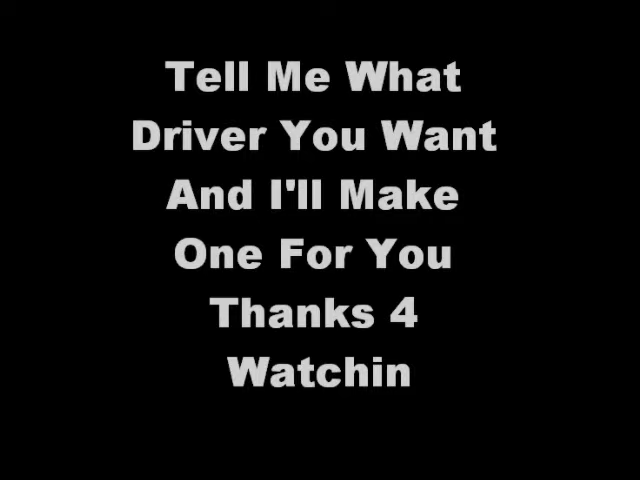 Tell Me What
Driver You Want
And I'll Make
One For You
Thanks 4
Watchin